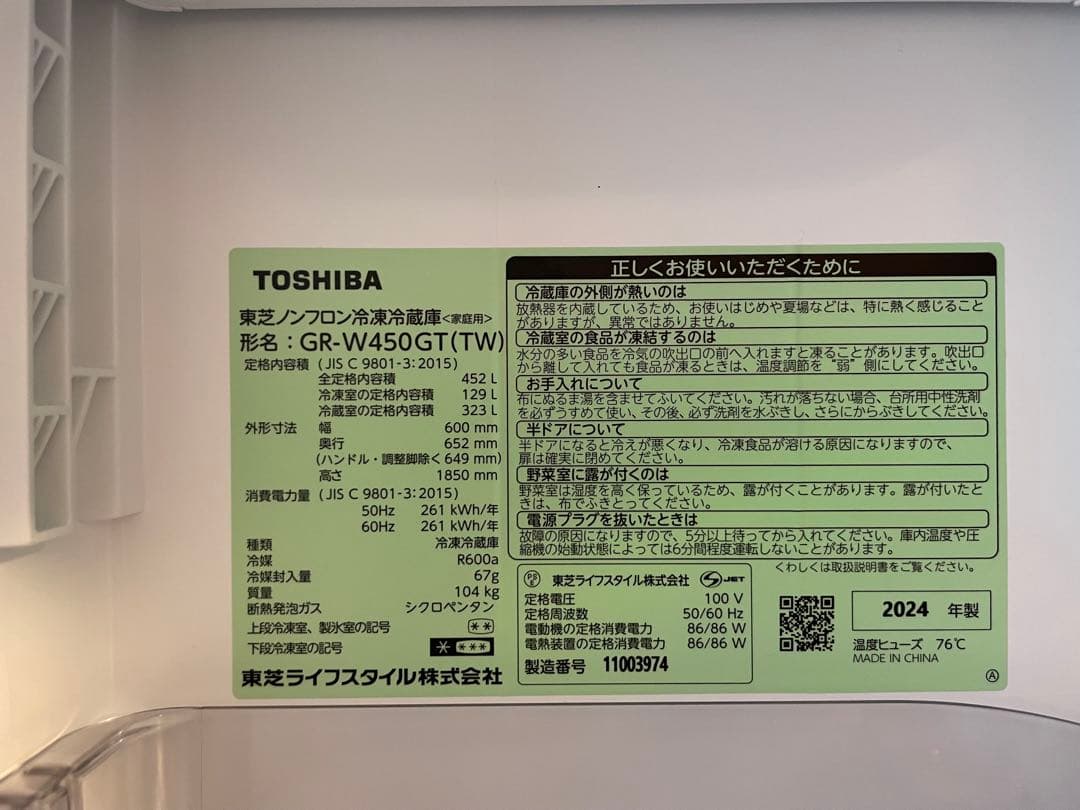 TOSHIBA
東芝ノンフロン冷凍冷蔵庫<家庭用>
形名：GR-W450GT(TW)
定格内容積 (JIS C 9801-3:2015)
全定格内容積 452 L
冷凍室の定格内容積 129 L
冷蔵室の定格内容積 323 L
外形寸法 幅 600 mm
奥行 652 mm
(ハンドル・調整脚除く 649 mm)
高さ 1850 mm
消費電力量 (JIS C 9801-3:2015)
50Hz 261 kWh/年
60Hz 261 kWh/年
種類 冷凍冷蔵庫
冷媒 R600a
冷媒封入量 67g
質量 104 kg
断熱発泡ガス シクロペンタン
上段冷凍室、製氷室の記号 **
下段冷凍室の記号 * ***
東芝ライフスタイル株式会社
正しくお使いいただくために
冷蔵庫の外側が熱いのは
放熱器を内蔵しているため、お使いはじめや夏場などは、特に熱く感じること
がありますが、異常ではありません。
冷蔵室の食品が凍結するのは
水分の多い食品を冷気の吹出口の前へ入れますと凍ることがあります。吹出口
から離して入れても食品が凍るときは、温度調節を“弱”側にしてください。
お手入れについて
布にぬるま湯を含ませてふいてください。汚れが落ちない場合、台所用中性洗剤
を必ずうすめて使い、その後、必ず洗剤を水ぶきし、さらにからぶきしてください。
半ドアについて
半ドアになると冷えが悪くなり、冷凍食品が溶ける原因になりますので、
扉は確実に閉めてください。
野菜室に露が付くのは
野菜室は湿度を高く保っているため、露が付くことがあります。露が付いたと
きは、布でふきとってください。
電源プラグを抜いたときは
故障の原因になりますので、5分以上待ってから入れてください。庫内温度や圧
縮機の始動状態によっては6分間程度運転しないことがあります。
くわしくは取扱説明書をご覧ください。
PSE 東芝ライフスタイル株式会社 JET
定格電圧 100 V
定格周波数 50/60 Hz
電動機の定格消費電力 86/86 W
電熱装置の定格消費電力 86/86 W
製造番号 11003974
2024 年製
温度ヒューズ 76℃
MADE IN CHINA
Ⓐ